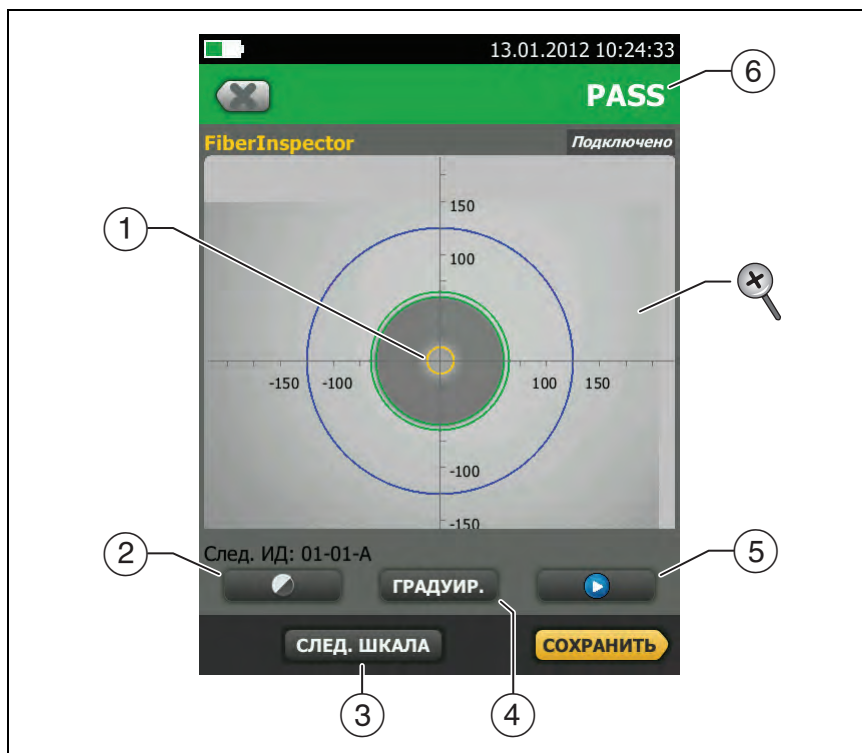 13.01.2012 10:24:33
6
PASS
FiberInspector
Подключено
150
1
100
-150 -100 100 150
-100
-150
След. ИД: 01-01-A
2
5
ГРАДУИР.
СЛЕД. ШКАЛА
СОХРАНИТЬ
3
4